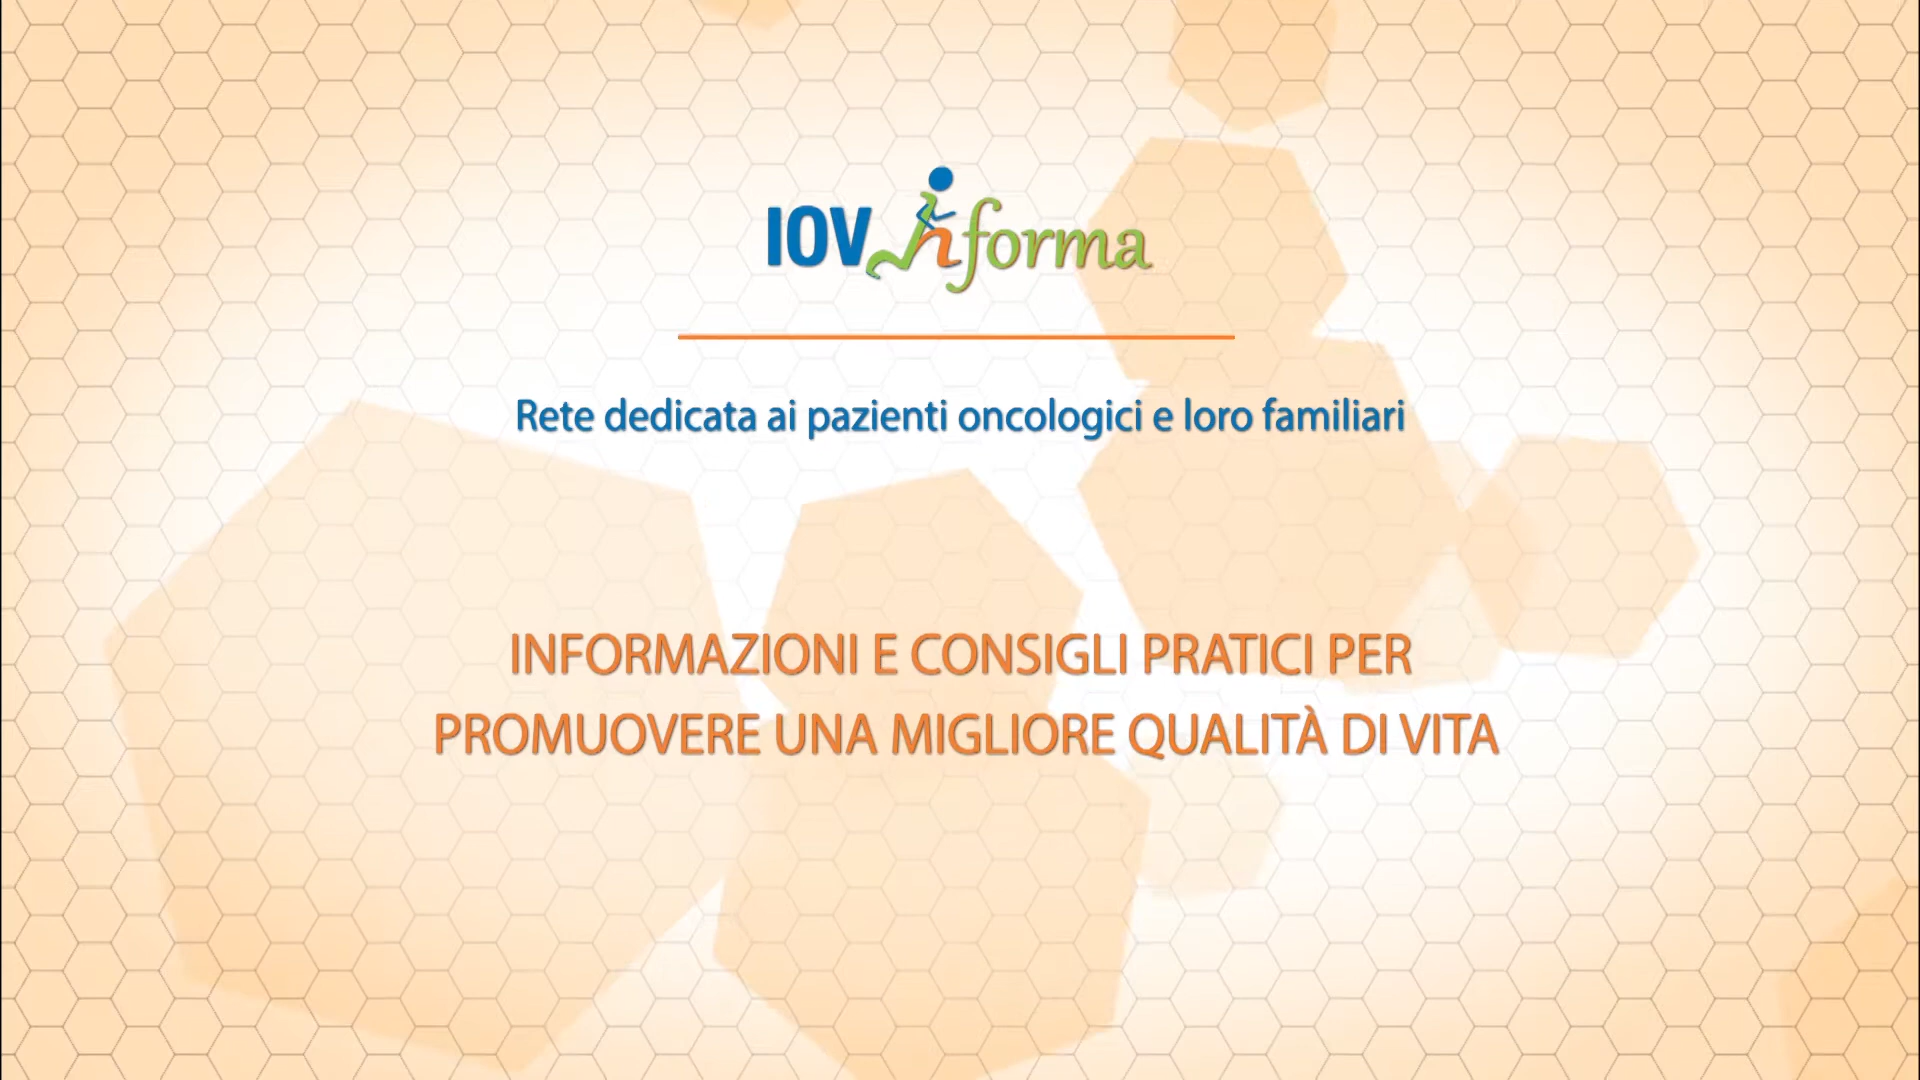 IOV informa
Rete dedicata ai pazienti oncologici e loro familiari
INFORMAZIONI E CONSIGLI PRATICI PER
PROMUOVERE UNA MIGLIORE QUALITÀ DI VITA